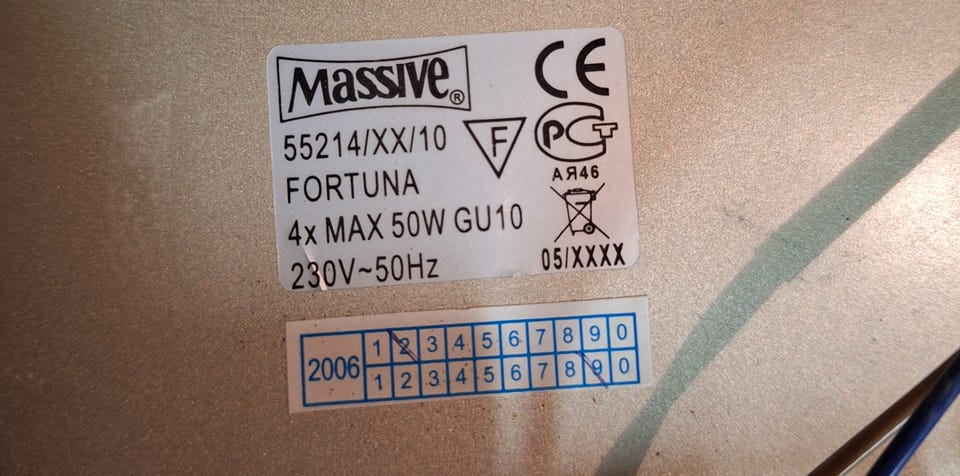 Massive®
CE
55214/XX/10
F
PCT
АЯ46
FORTUNA
4x MAX 50W GU10
230V~50Hz
05/XXXX
2006
1 2 3 4 5 6 7 8 9 0
1 2 3 4 5 6 7 8 9 0